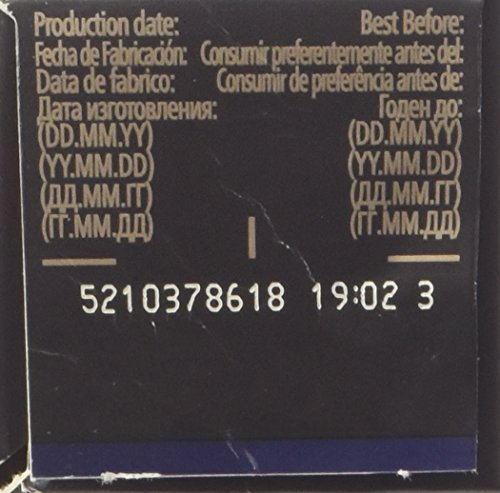 Production date: Best Before:
Fecha de Fabricación: Consumir preferentemente antes del:
Data de fabrico: Consumir de preferência antes de:
Дата изготовления: Годен до:
(DD.MM.YY) (DD.MM.YY)
(YY.MM.DD) (YY.MM.DD)
(ДД.ММ.ГГ) (ДД.ММ.ГГ)
(ГГ.ММ.ДД) (ГГ.ММ.ДД)
5210378618 19:02 3